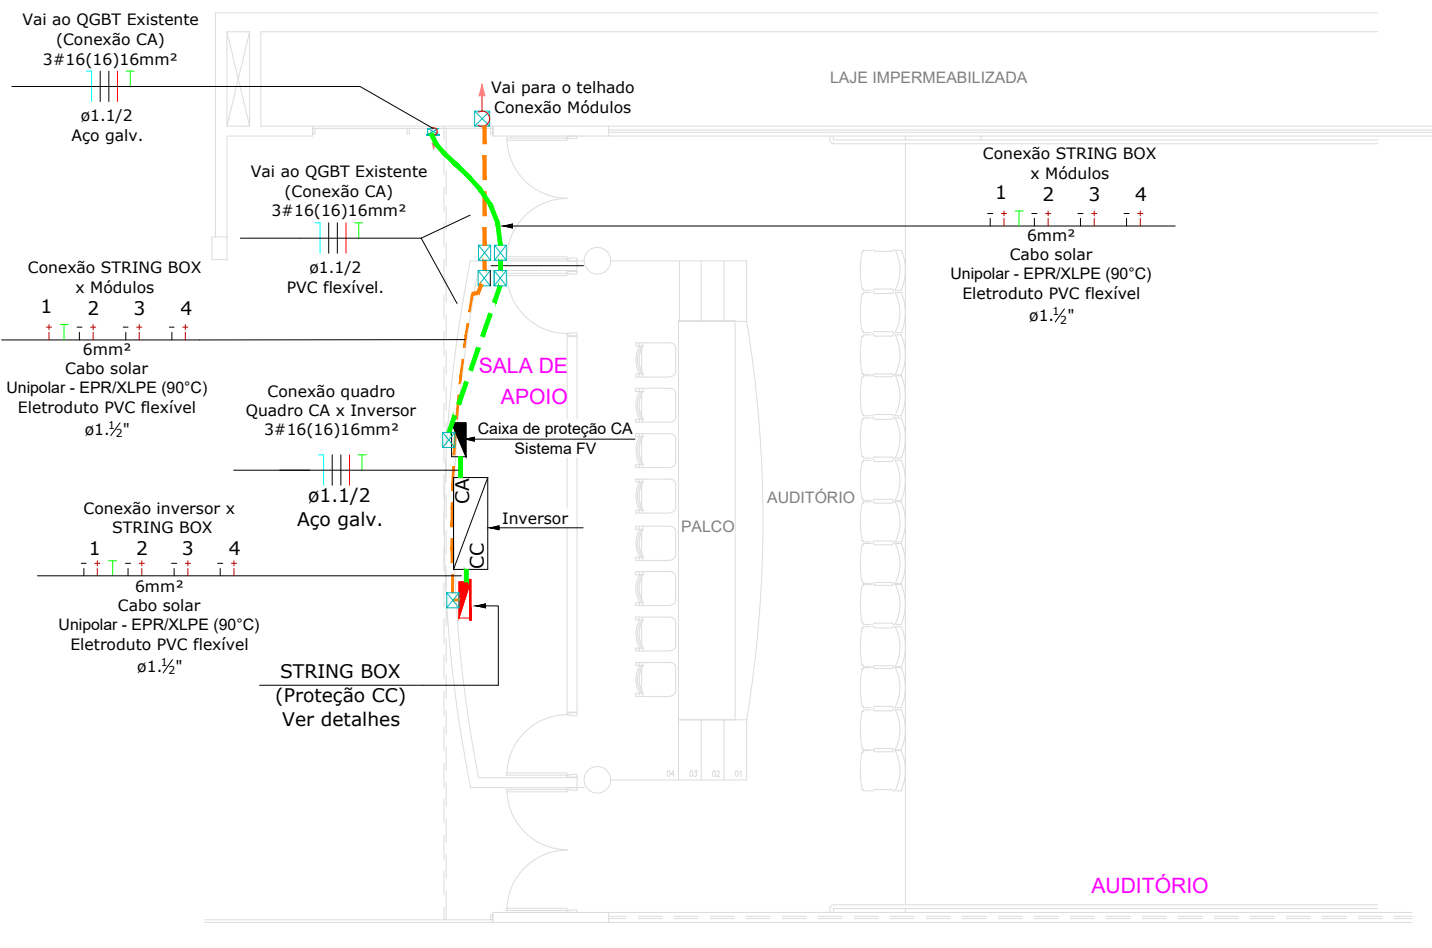 Vai ao QGBT Existente
(Conexão CA)
3#16(16)16mm²
ø1.1/2
Aço galv.
Vai para o telhado
Conexão Módulos
LAJE IMPERMEABILIZADA
Vai ao QGBT Existente
(Conexão CA)
3#16(16)16mm²
ø1.1/2
PVC flexível.
Conexão STRING BOX
x Módulos
1 2 3 4
- + - + - + - +
6mm²
Cabo solar
Unipolar - EPR/XLPE (90°C)
Eletroduto PVC flexível
ø1.½"
Conexão STRING BOX
x Módulos
1 2 3 4
+ - + - + - +
6mm²
Cabo solar
Unipolar - EPR/XLPE (90°C)
Eletroduto PVC flexível
ø1.½"
SALA DE
APOIO
Conexão quadro
Quadro CA x Inversor
3#16(16)16mm²
ø1.1/2
Aço galv.
Caixa de proteção CA
Sistema FV
CA
CC
Inversor
PALCO
AUDITÓRIO
Conexão inversor x
STRING BOX
1 2 3 4
- + - + - + - +
6mm²
Cabo solar
Unipolar - EPR/XLPE (90°C)
Eletroduto PVC flexível
ø1.½"
STRING BOX
(Proteção CC)
Ver detalhes
04 03 02 01
AUDITÓRIO